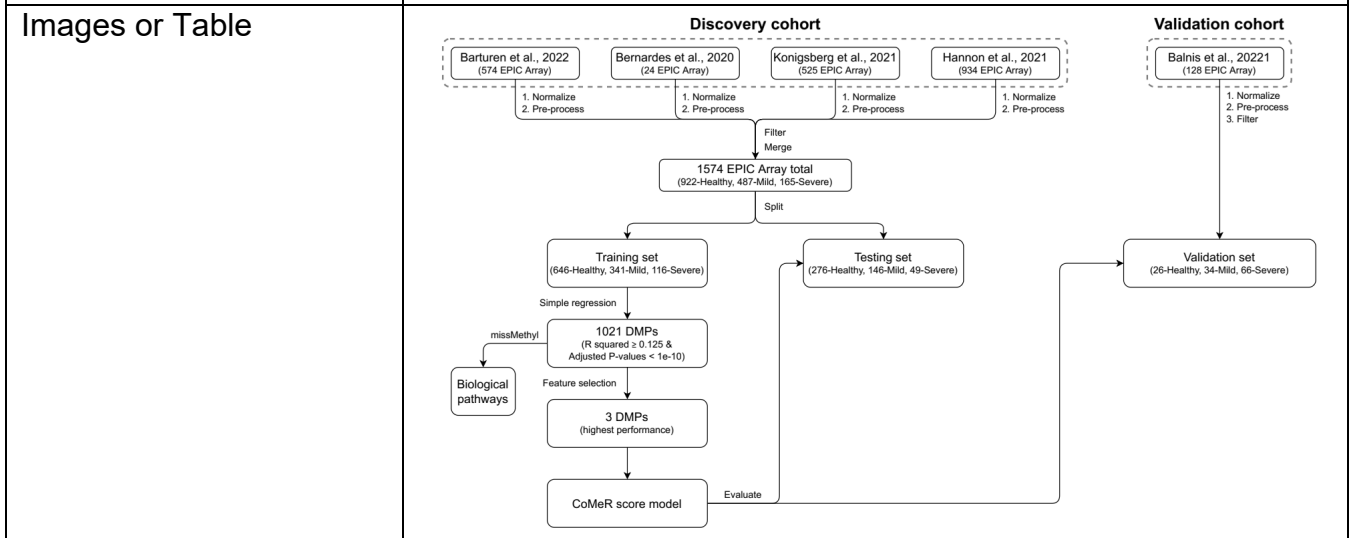 Images or Table
Discovery cohort
Validation cohort
Barturen et al., 2022
(574 EPIC Array)
Bernardes et al., 2020
(24 EPIC Array)
Konigsberg et al., 2021
(525 EPIC Array)
Hannon et al., 2021
(934 EPIC Array)
Balnis et al., 20221
(128 EPIC Array)
1. Normalize
2. Pre-process
1. Normalize
2. Pre-process
1. Normalize
2. Pre-process
1. Normalize
2. Pre-process
1. Normalize
2. Pre-process
3. Filter
Filter
Merge
1574 EPIC Array total
(922-Healthy, 487-Mild, 165-Severe)
Split
Training set
(646-Healthy, 341-Mild, 116-Severe)
Testing set
(276-Healthy, 146-Mild, 49-Severe)
Validation set
(26-Healthy, 34-Mild, 66-Severe)
Simple regression
missMethyl
1021 DMPs
(R squared ≥ 0.125 &
Adjusted P-values < 1e-10)
Biological
pathways
Feature selection
3 DMPs
(highest performance)
CoMeR score model
Evaluate